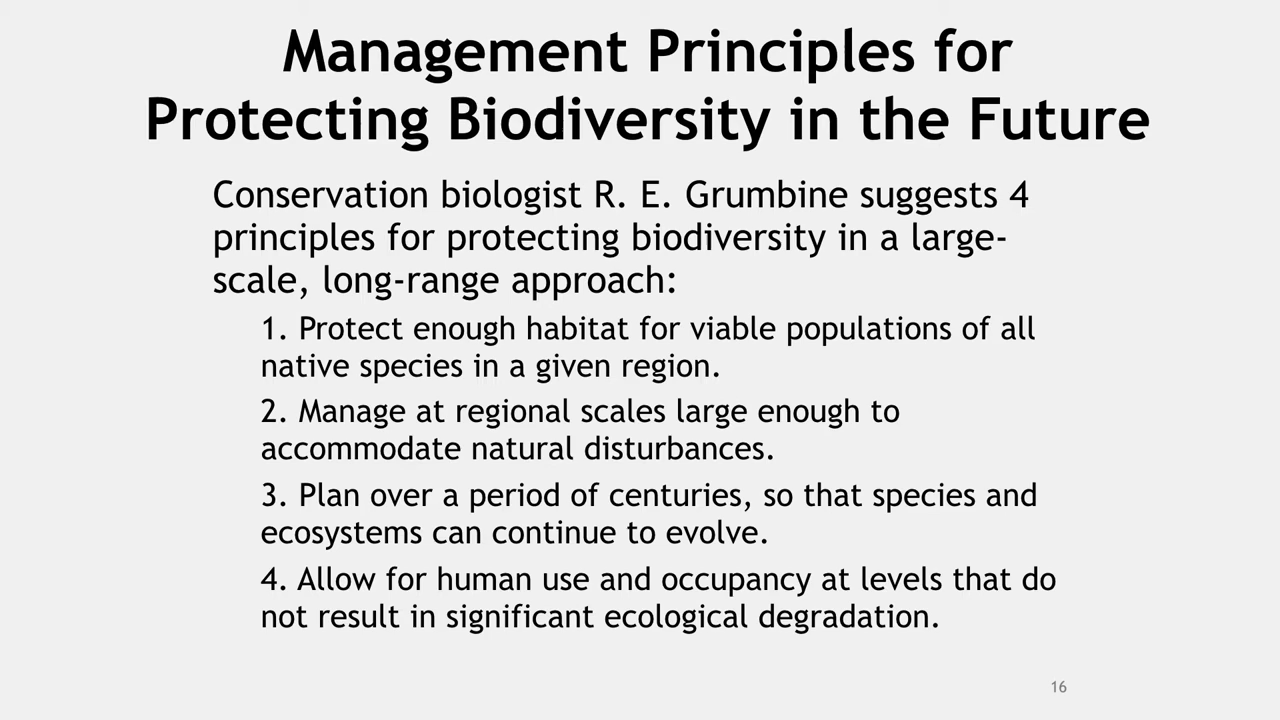 Management Principles for
Protecting Biodiversity in the Future
Conservation biologist R. E. Grumbine suggests 4
principles for protecting biodiversity in a large-
scale, long-range approach:
1. Protect enough habitat for viable populations of all
native species in a given region.
2. Manage at regional scales large enough to
accommodate natural disturbances.
3. Plan over a period of centuries, so that species and
ecosystems can continue to evolve.
4. Allow for human use and occupancy at levels that do
not result in significant ecological degradation.
16